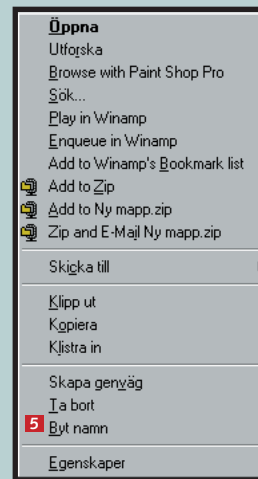 Öppna
Utforska
Browse with Paint Shop Pro
Sök...
Play in Winamp
Enqueue in Winamp
Add to Winamp's Bookmark list
Add to Zip
Add to Ny mapp.zip
Zip and E-Mail Ny mapp.zip
Skicka till
Klipp ut
Kopiera
Klistra in
Skapa genväg
Ta bort
5 Byt namn
Egenskaper